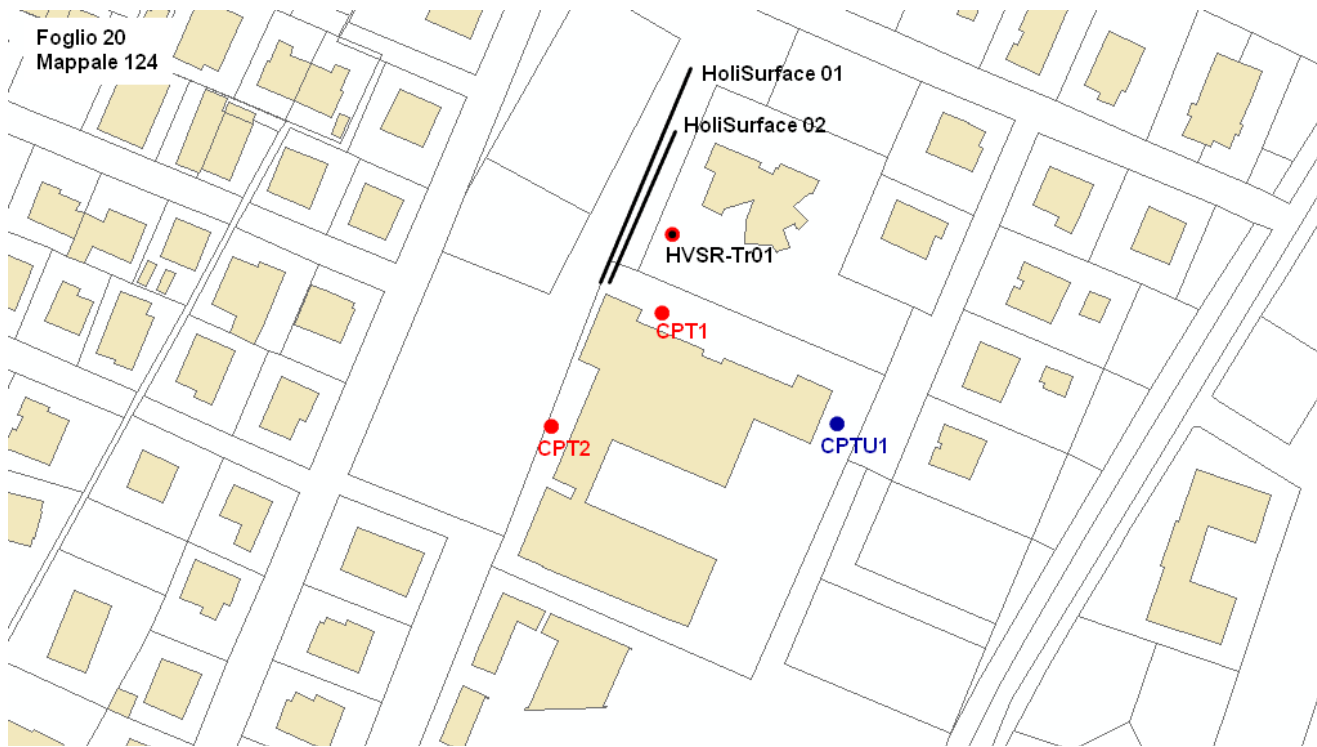 Foglio 20
Mappale 124
HoliSurface 01
HoliSurface 02
HVSR-Tr01
CPT1
CPT2
CPTU1